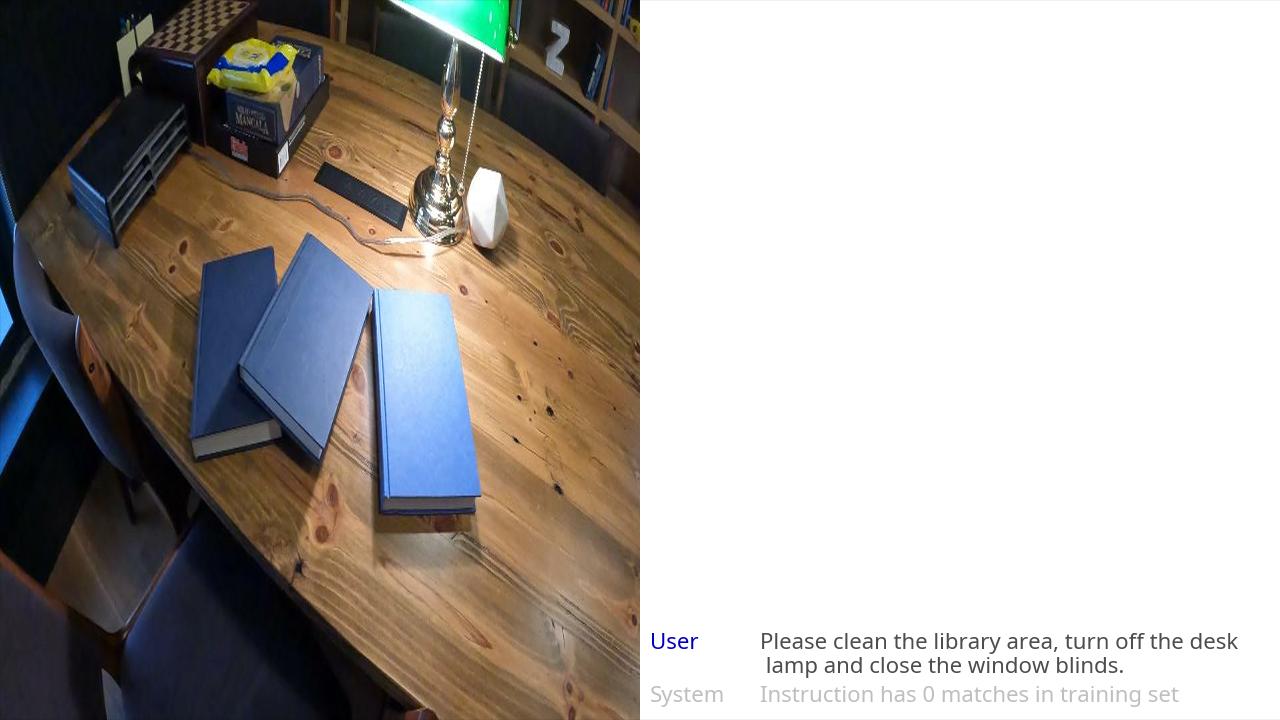 Z
MANCALA
User Please clean the library area, turn off the desk
lamp and close the window blinds.
System Instruction has 0 matches in training set